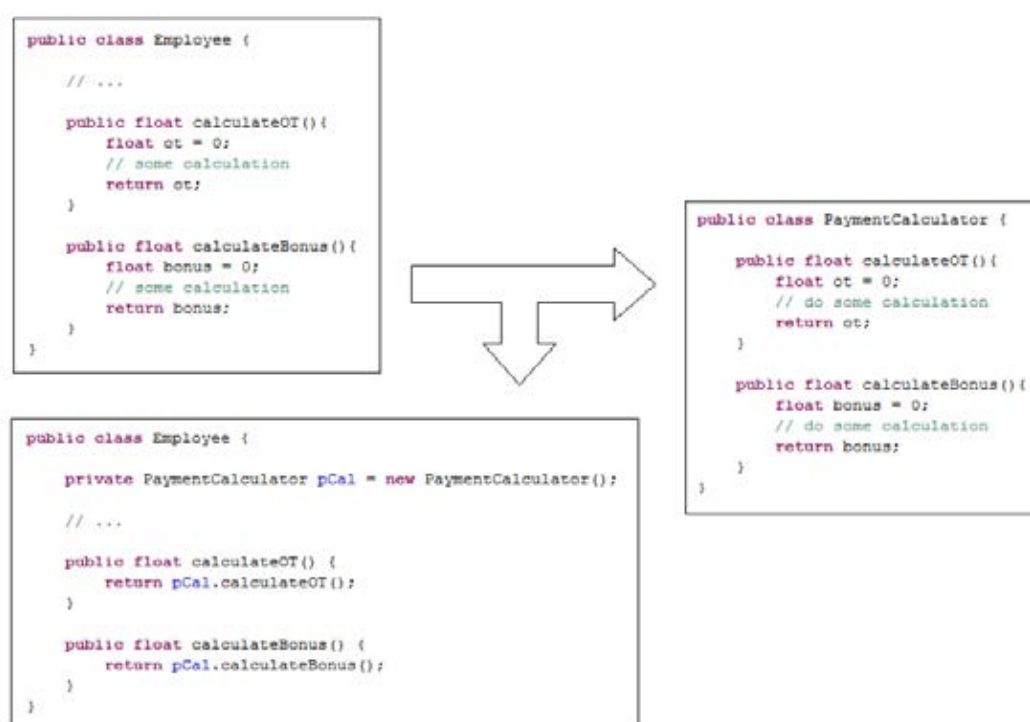 public class Employee {
// ...
public float calculateOT(){
float ot = 0;
// some calculation
return ot;
}
public float calculateBonus(){
float bonus = 0;
// some calculation
return bonus;
}
}
public class PaymentCalculator {
public float calculateOT(){
float ot = 0;
// do some calculation
return ot;
}
public float calculateBonus(){
float bonus = 0;
// do some calculation
return bonus;
}
}
public class Employee {
private PaymentCalculator pCal = new PaymentCalculator();
// ...
public float calculateOT() {
return pCal.calculateOT();
}
public float calculateBonus() {
return pCal.calculateBonus();
}
}